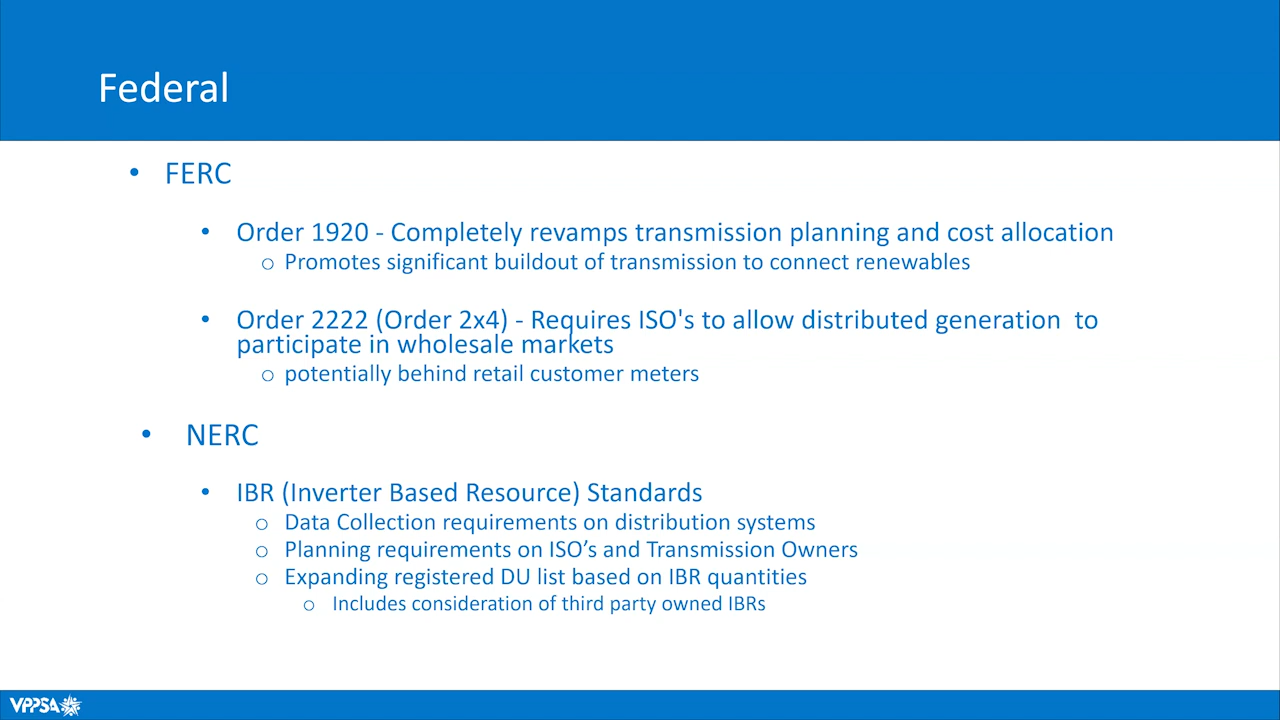 Federal
• FERC
• Order 1920 - Completely revamps transmission planning and cost allocation
o Promotes significant buildout of transmission to connect renewables
• Order 2222 (Order 2x4) - Requires ISO's to allow distributed generation  to
participate in wholesale markets
o potentially behind retail customer meters
• NERC
• IBR (Inverter Based Resource) Standards
o Data Collection requirements on distribution systems
o Planning requirements on ISO’s and Transmission Owners
o Expanding registered DU list based on IBR quantities
o Includes consideration of third party owned IBRs
VPPSA